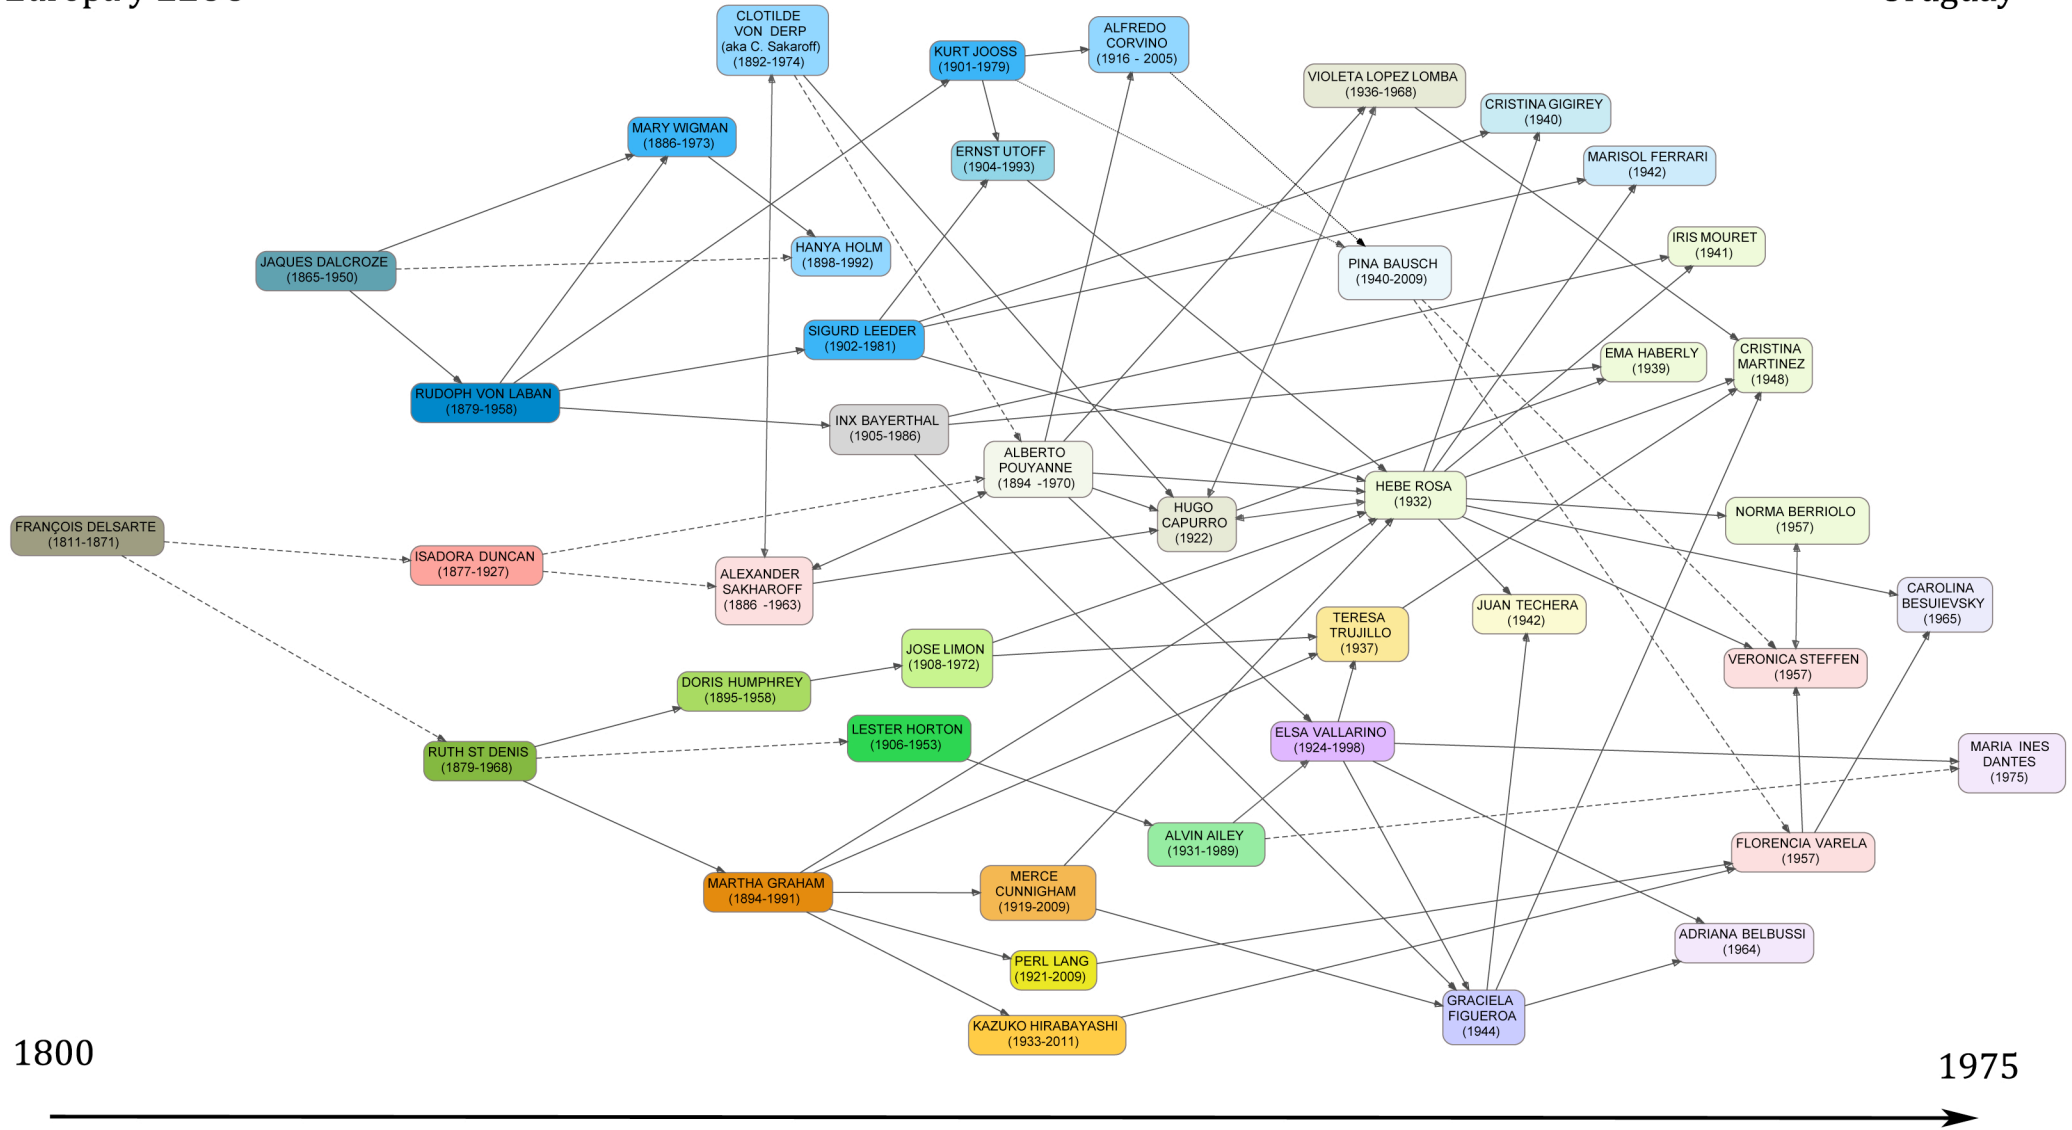 CLOTILDE
VON DERP
(aka C. Sakaroff)
(1892-1974)
KURT JOOSS
(1901-1979)
ALFREDO
CORVINO
(1916 - 2005)
VIOLETA LOPEZ LOMBA
(1936-1968)
CRISTINA GIGIREY
(1940)
MARY WIGMAN
(1886-1973)
ERNST UTOFF
(1904-1993)
MARISOL FERRARI
(1942)
JAQUES DALCROZE
(1865-1950)
HANYA HOLM
(1898-1992)
PINA BAUSCH
(1940-2009)
IRIS MOURET
(1941)
SIGURD LEEDER
(1902-1981)
EMA HABERLY
(1939)
CRISTINA
MARTINEZ
(1948)
RUDOPH VON LABAN
(1879-1958)
INX BAYERTHAL
(1905-1986)
ALBERTO
POUYANNE
(1894 -1970)
HEBE ROSA
(1932)
HUGO
CAPURRO
(1922)
NORMA BERRIOLO
(1957)
FRANÇOIS DELSARTE
(1811-1871)
ISADORA DUNCAN
(1877-1927)
ALEXANDER
SAKHAROFF
(1886 -1963)
CAROLINA
BESUIEVSKY
(1965)
JUAN TECHERA
(1942)
TERESA
TRUJILLO
(1937)
JOSE LIMON
(1908-1972)
VERONICA STEFFEN
(1957)
DORIS HUMPHREY
(1895-1958)
LESTER HORTON
(1906-1953)
ELSA VALLARINO
(1924-1998)
RUTH ST DENIS
(1879-1968)
MARIA INES
DANTES
(1975)
ALVIN AILEY
(1931-1989)
FLORENCIA VARELA
(1957)
MARTHA GRAHAM
(1894-1991)
MERCE
CUNNIGHAM
(1919-2009)
ADRIANA BELBUSSI
(1964)
PERL LANG
(1921-2009)
GRACIELA
FIGUEROA
(1944)
KAZUKO HIRABAYASHI
(1933-2011)
1800
1975